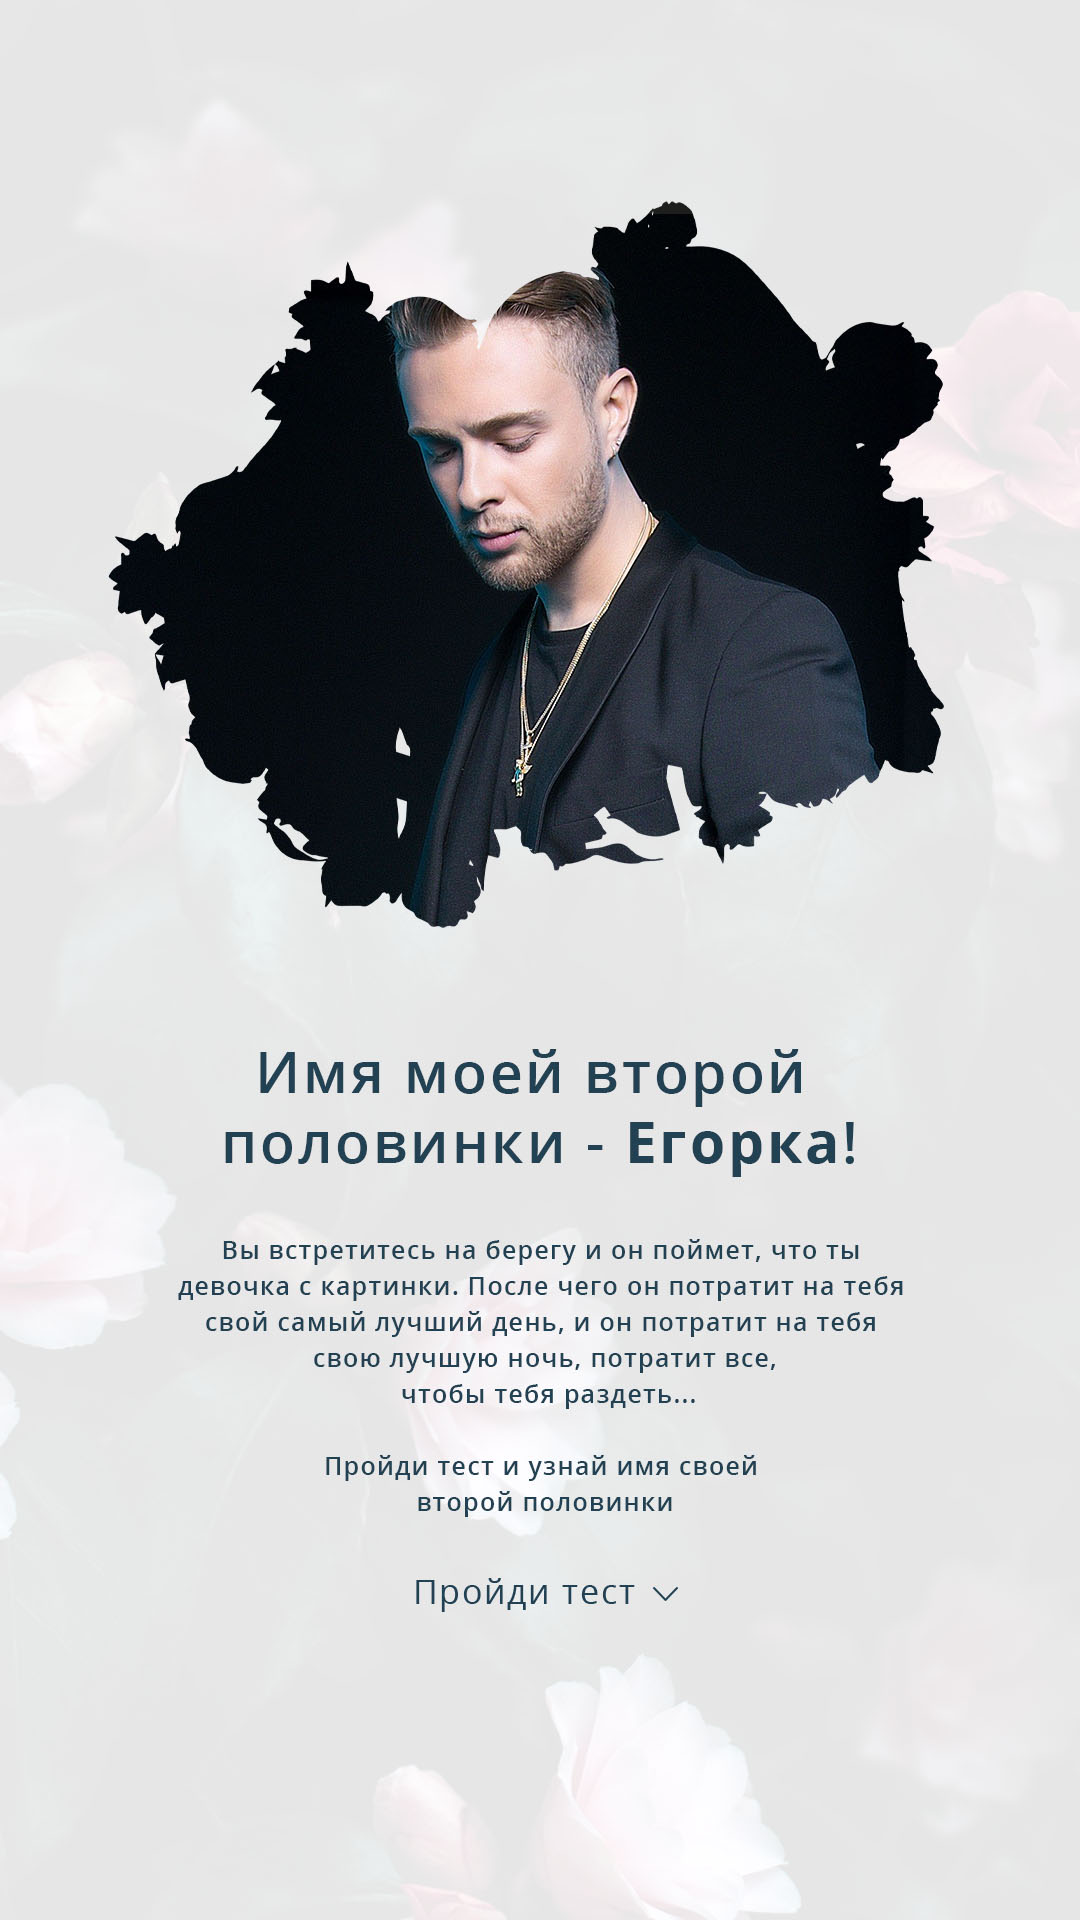 Имя моей второй
половинки - Егорка!
Вы встретитесь на берегу и он поймет, что ты
девочка с картинки. После чего он потратит на тебя
свой самый лучший день, и он потратит на тебя
свою лучшую ночь, потратит все,
чтобы тебя раздеть...
Пройди тест и узнай имя своей
второй половинки
Пройди тест